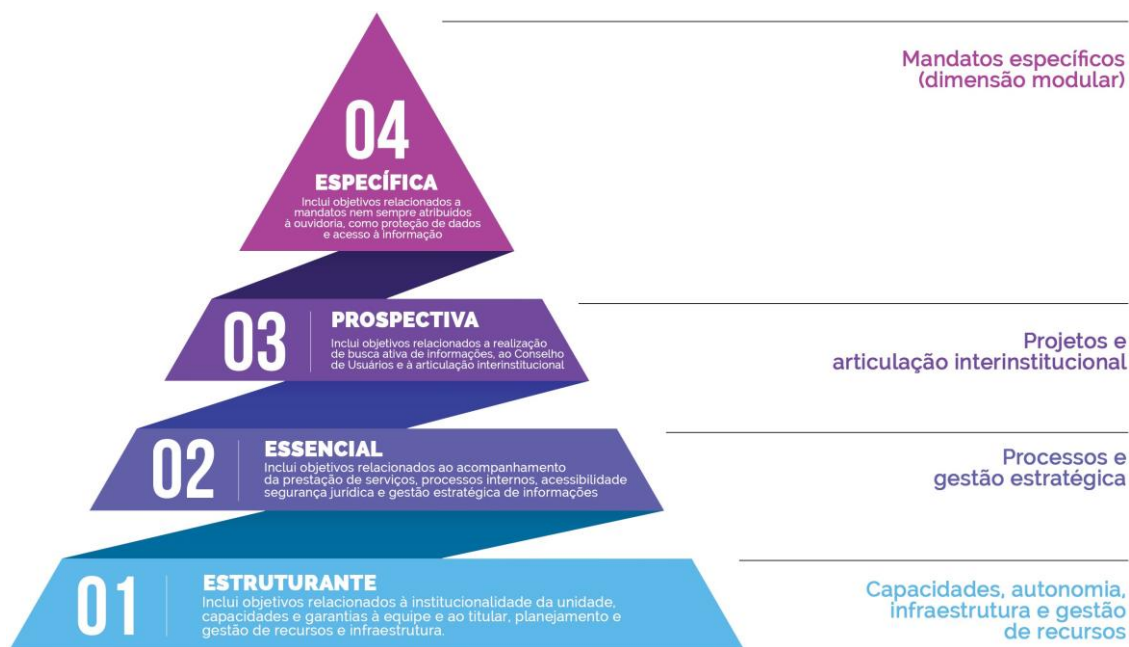 Mandatos específicos
(dimensão modular)
04
ESPECÍFICA
Inclui objetivos relacionados a
mandatos nem sempre atribuídos
à ouvidoria, como proteção de dados
e acesso à informação
03
PROSPECTIVA
Inclui objetivos relacionados a realização
de busca ativa de informações, ao Conselho
de Usuários e à articulação interinstitucional
Projetos e
articulação interinstitucional
02
ESSENCIAL
Inclui objetivos relacionados ao acompanhamento
da prestação de serviços, processos internos, acessibilidade
segurança jurídica e gestão estratégica de informações
Processos e
gestão estratégica
01
ESTRUTURANTE
Inclui objetivos relacionados à institucionalidade da unidade,
capacidades e garantias à equipe e ao titular, planejamento e
gestão de recursos e infraestrutura.
Capacidades, autonomia,
infraestrutura e gestão
de recursos